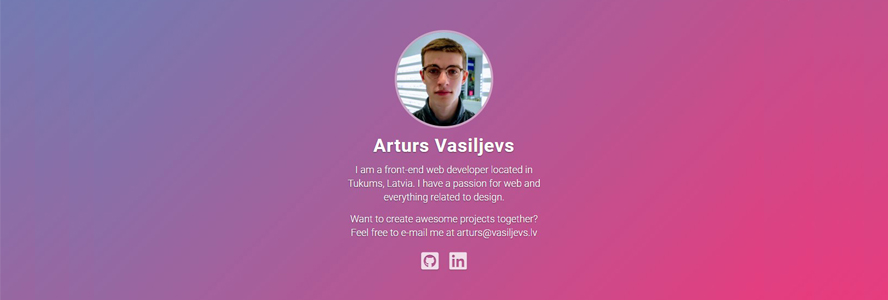 Arturs Vasiljevs
I am a front-end web developer located in
Tukums, Latvia. I have a passion for web and
everything related to design.
Want to create awesome projects together?
Feel free to e-mail me at arturs@vasiljevs.lv
in